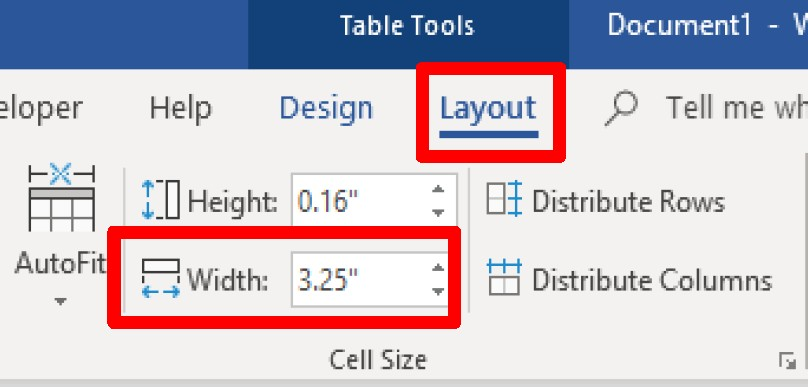 Table Tools
Document1 -
eloper Help Design Layout Tell me wh
Height: 0.16" Distribute Rows
AutoFit Width: 3.25" Distribute Columns
Cell Size